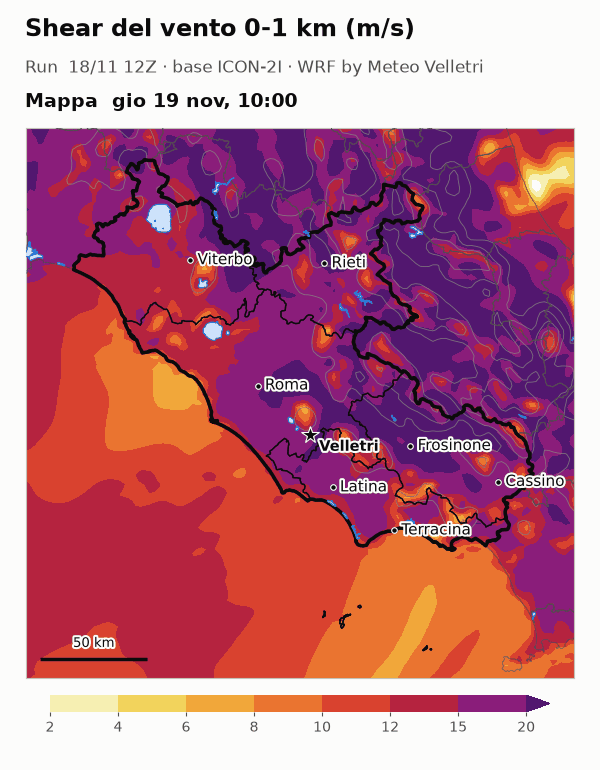 Shear del vento 0-1 km (m/s)
Run 18/11 12Z · base ICON-2I · WRF by Meteo Velletri
Mappa gio 19 nov, 10:00
Viterbo
Rieti
Roma
Velletri
Frosinone
Latina
Cassino
Terracina
50 km
2 4 6 8 10 12 15 20